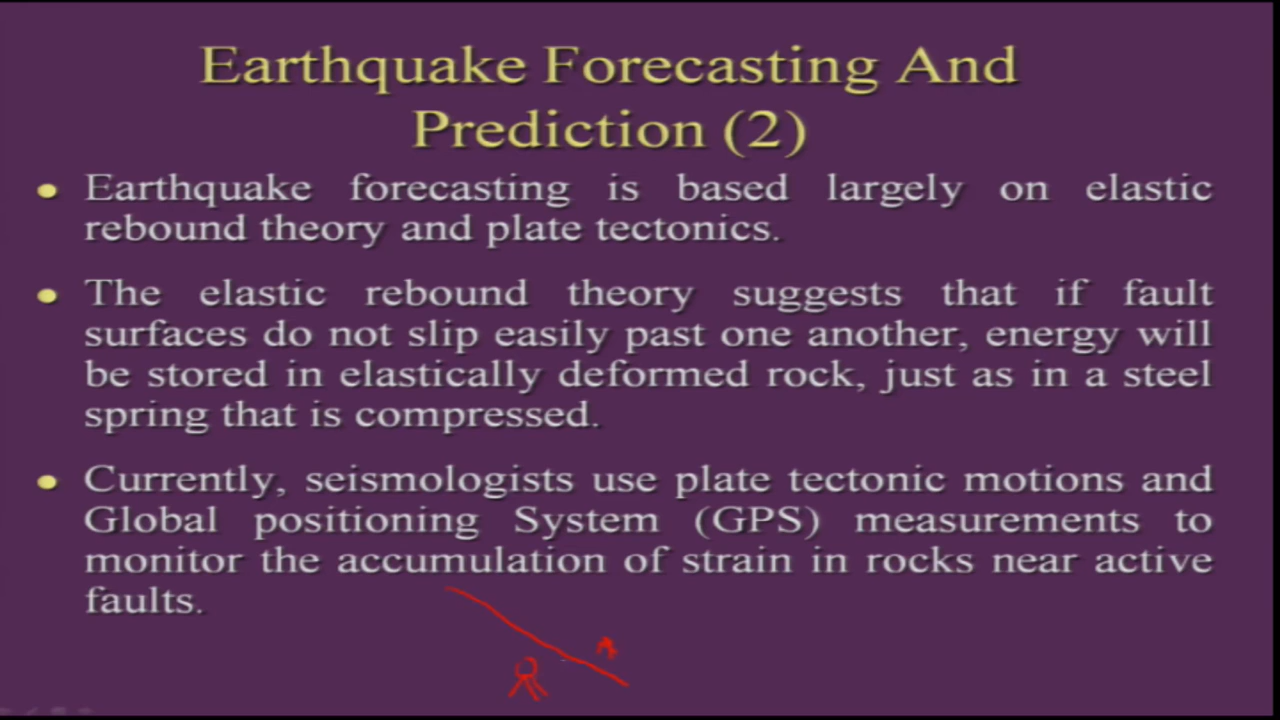 Earthquake Forecasting And
Prediction (2)
Earthquake forecasting is based largely on elastic
rebound theory and plate tectonics.
The elastic rebound theory suggests that if fault
surfaces do not slip easily past one another, energy will
be stored in elastically deformed rock, just as in a steel
spring that is compressed.
Currently, seismologists use plate tectonic motions and
Global positioning System (GPS) measurements to
monitor the accumulation of strain in rocks near active
faults.